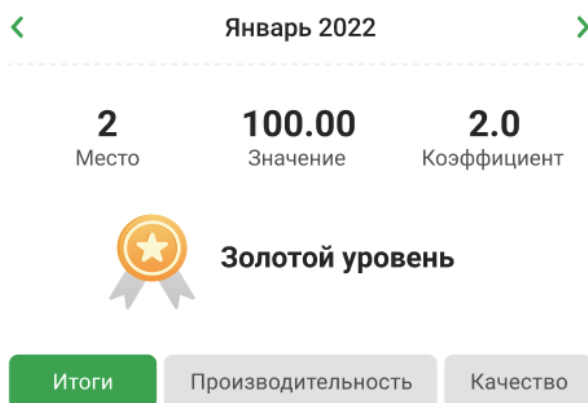 Январь 2022
2 100.00 2.0
Место Значение Коэффициент
Золотой уровень
Итоги Производительность Качество